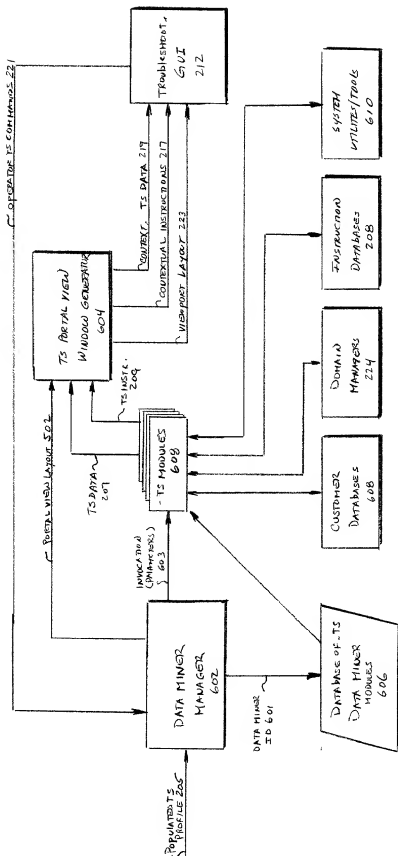 OPERATOR TS COMMANDS 221
TROUBLESHOOT.
GUI
212
TS PORTAL VIEW
WINDOW GENERATOR
604
CONTEXT. TS DATA 219
CONTEXTUAL INSTRUCTIONS 217
VIEWPORT LAYOUT 223
PORTAL VIEW LAYOUT 502
TS DATA
207
TS INSTR.
209
SYSTEM
UTILITIES/TOOLS
610
INSTRUCTION
DATABASES
208
DOMAIN
MANAGERS
224
CUSTOMER
DATABASES
608
TS MODULES
608
INVOCATION
(PARAMETERS)
603
DATA MINER
MANAGER
602
DATA MINER
ID 601
DATABASE OF TS
DATA MINER
MODULES
606
POPULATED TS
PROFILE 205